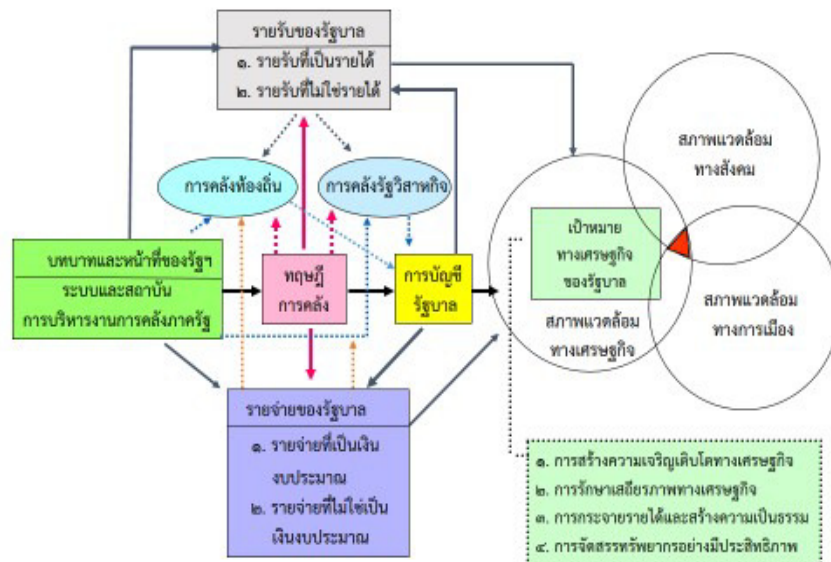 รายรับของรัฐบาล
๑. รายรับที่เป็นรายได้
๒. รายรับที่ไม่ใช่รายได้
การคลังท้องถิ่น
การคลังรัฐวิสาหกิจ
บทบาทและหน้าที่ของรัฐฯ
ระบบและสถาบัน
การบริหารงานการคลังภาครัฐ
ทฤษฎี
การคลัง
การบัญชี
รัฐบาล
เป้าหมาย
ทางเศรษฐกิจ
ของรัฐบาล
สภาพแวดล้อม
ทางเศรษฐกิจ
สภาพแวดล้อม
ทางสังคม
สภาพแวดล้อม
ทางการเมือง
รายจ่ายของรัฐบาล
๑. รายจ่ายที่เป็นเงิน
งบประมาณ
๒. รายจ่ายที่ไม่ใช่เป็น
เงินงบประมาณ
๑. การสร้างความเจริญเติบโตทางเศรษฐกิจ
๒. การรักษาเสถียรภาพทางเศรษฐกิจ
๓. การกระจายรายได้และสร้างความเป็นธรรม
๔. การจัดสรรทรัพยากรอย่างมีประสิทธิภาพ